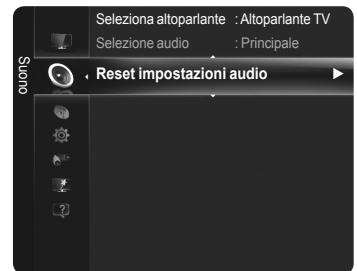 Seleziona altoparlante : Altoparlante TV
Selezione audio : Principale
Suono
Reset impostazioni audio